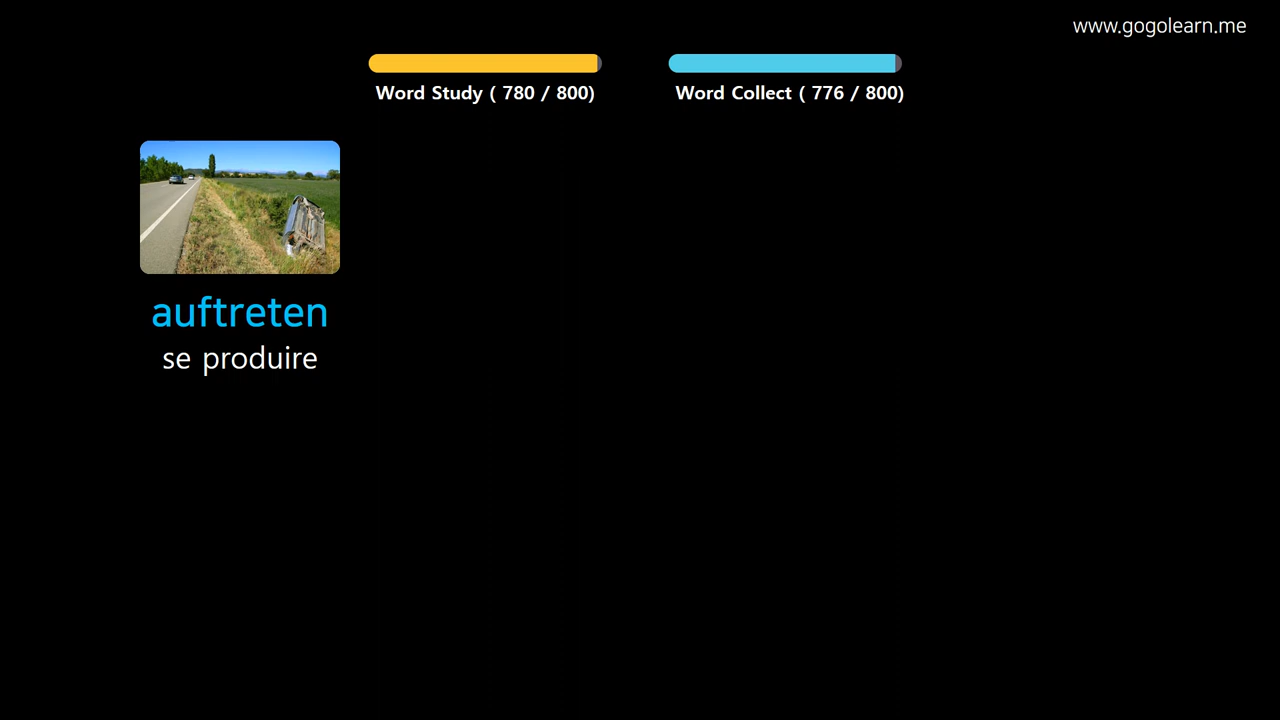 www.gogolearn.me
Word Study ( 780 / 800)
Word Collect ( 776 / 800)
auftreten
se produire